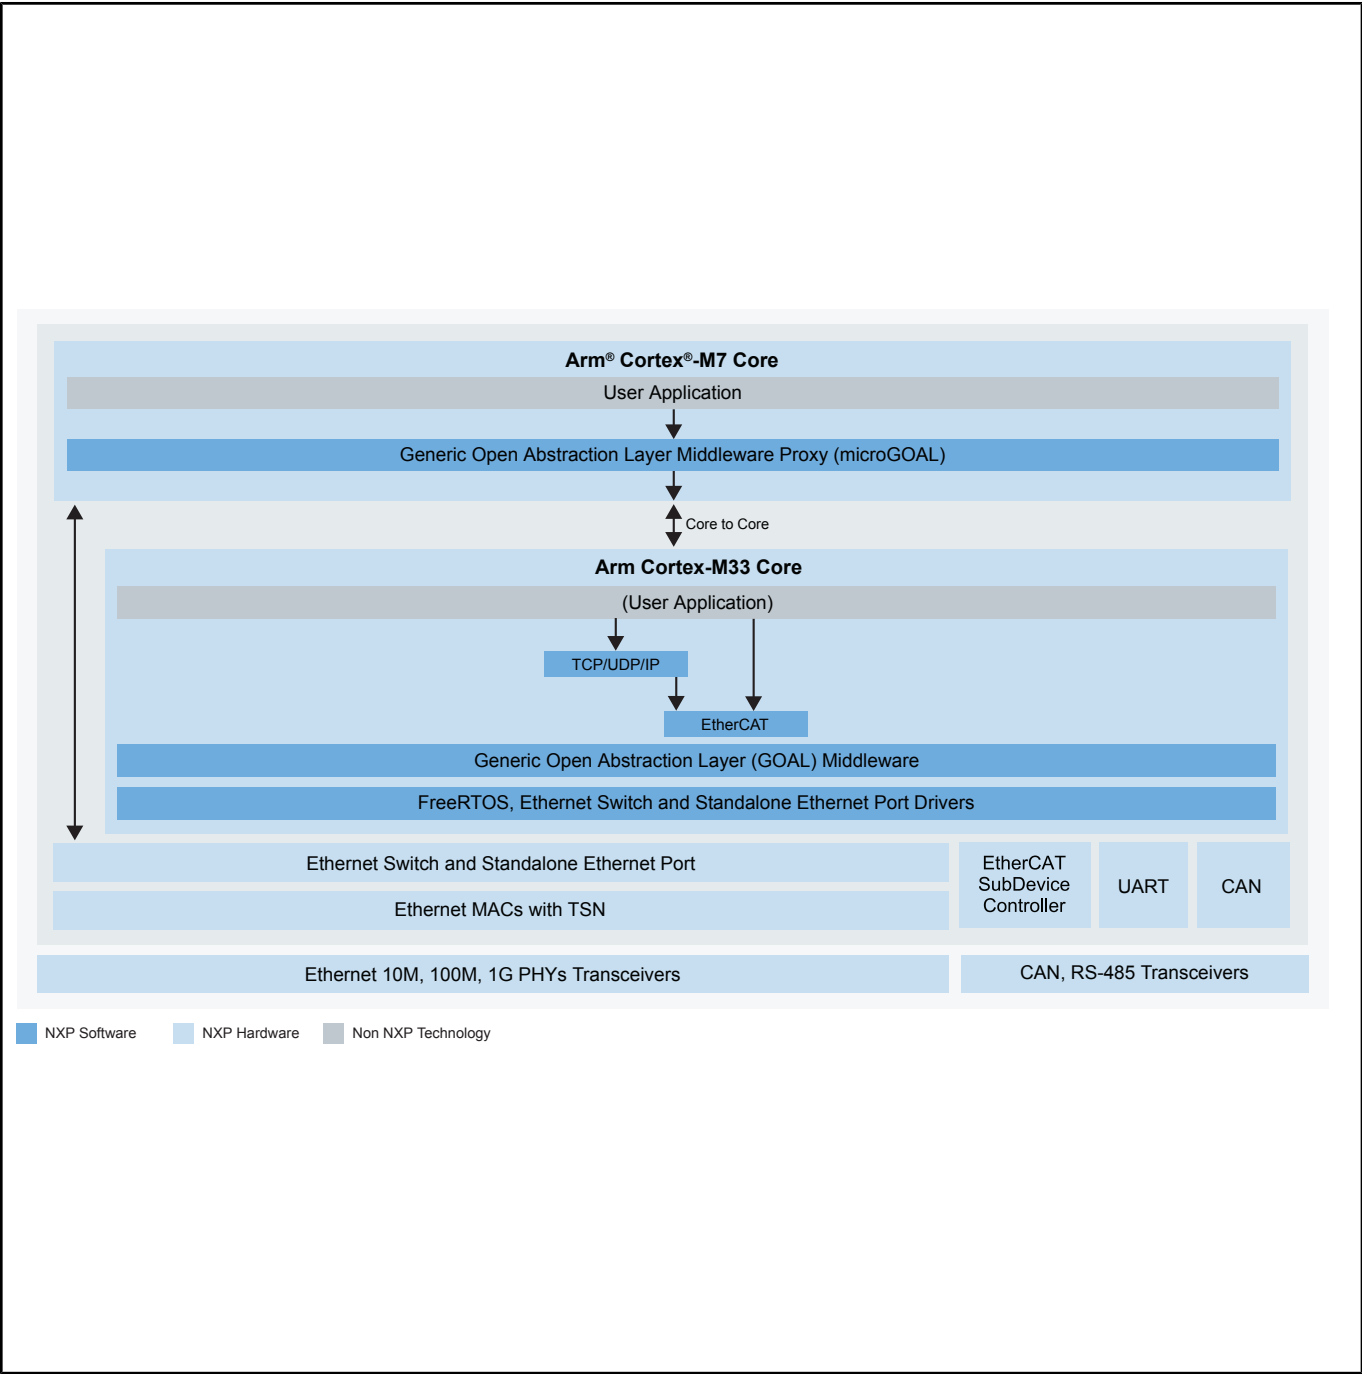 Arm® Cortex®-M7 Core
User Application
Generic Open Abstraction Layer Middleware Proxy (microGOAL)
Core to Core
Arm Cortex-M33 Core
(User Application)
TCP/UDP/IP
EtherCAT
Generic Open Abstraction Layer (GOAL) Middleware
FreeRTOS, Ethernet Switch and Standalone Ethernet Port Drivers
Ethernet Switch and Standalone Ethernet Port
Ethernet MACs with TSN
EtherCAT
SubDevice
Controller
UART
CAN
Ethernet 10M, 100M, 1G PHYs Transceivers
CAN, RS-485 Transceivers
NXP Software
NXP Hardware
Non NXP Technology